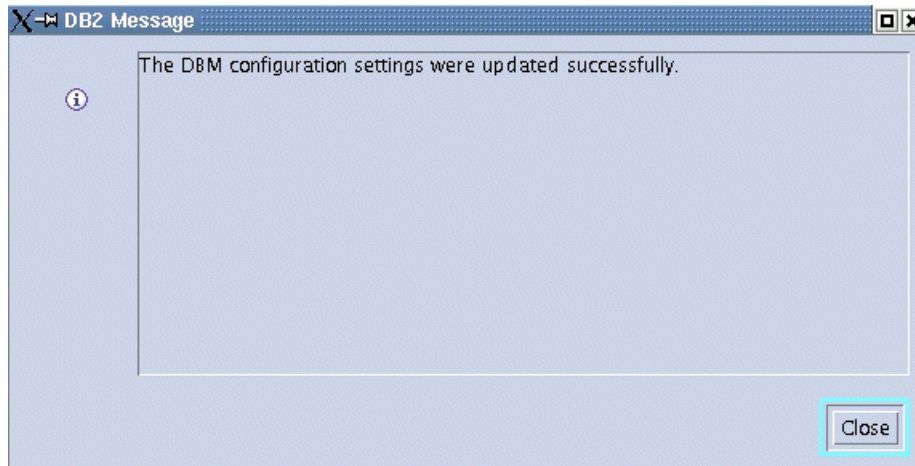 DB2 Message
The DBM configuration settings were updated successfully.
Close